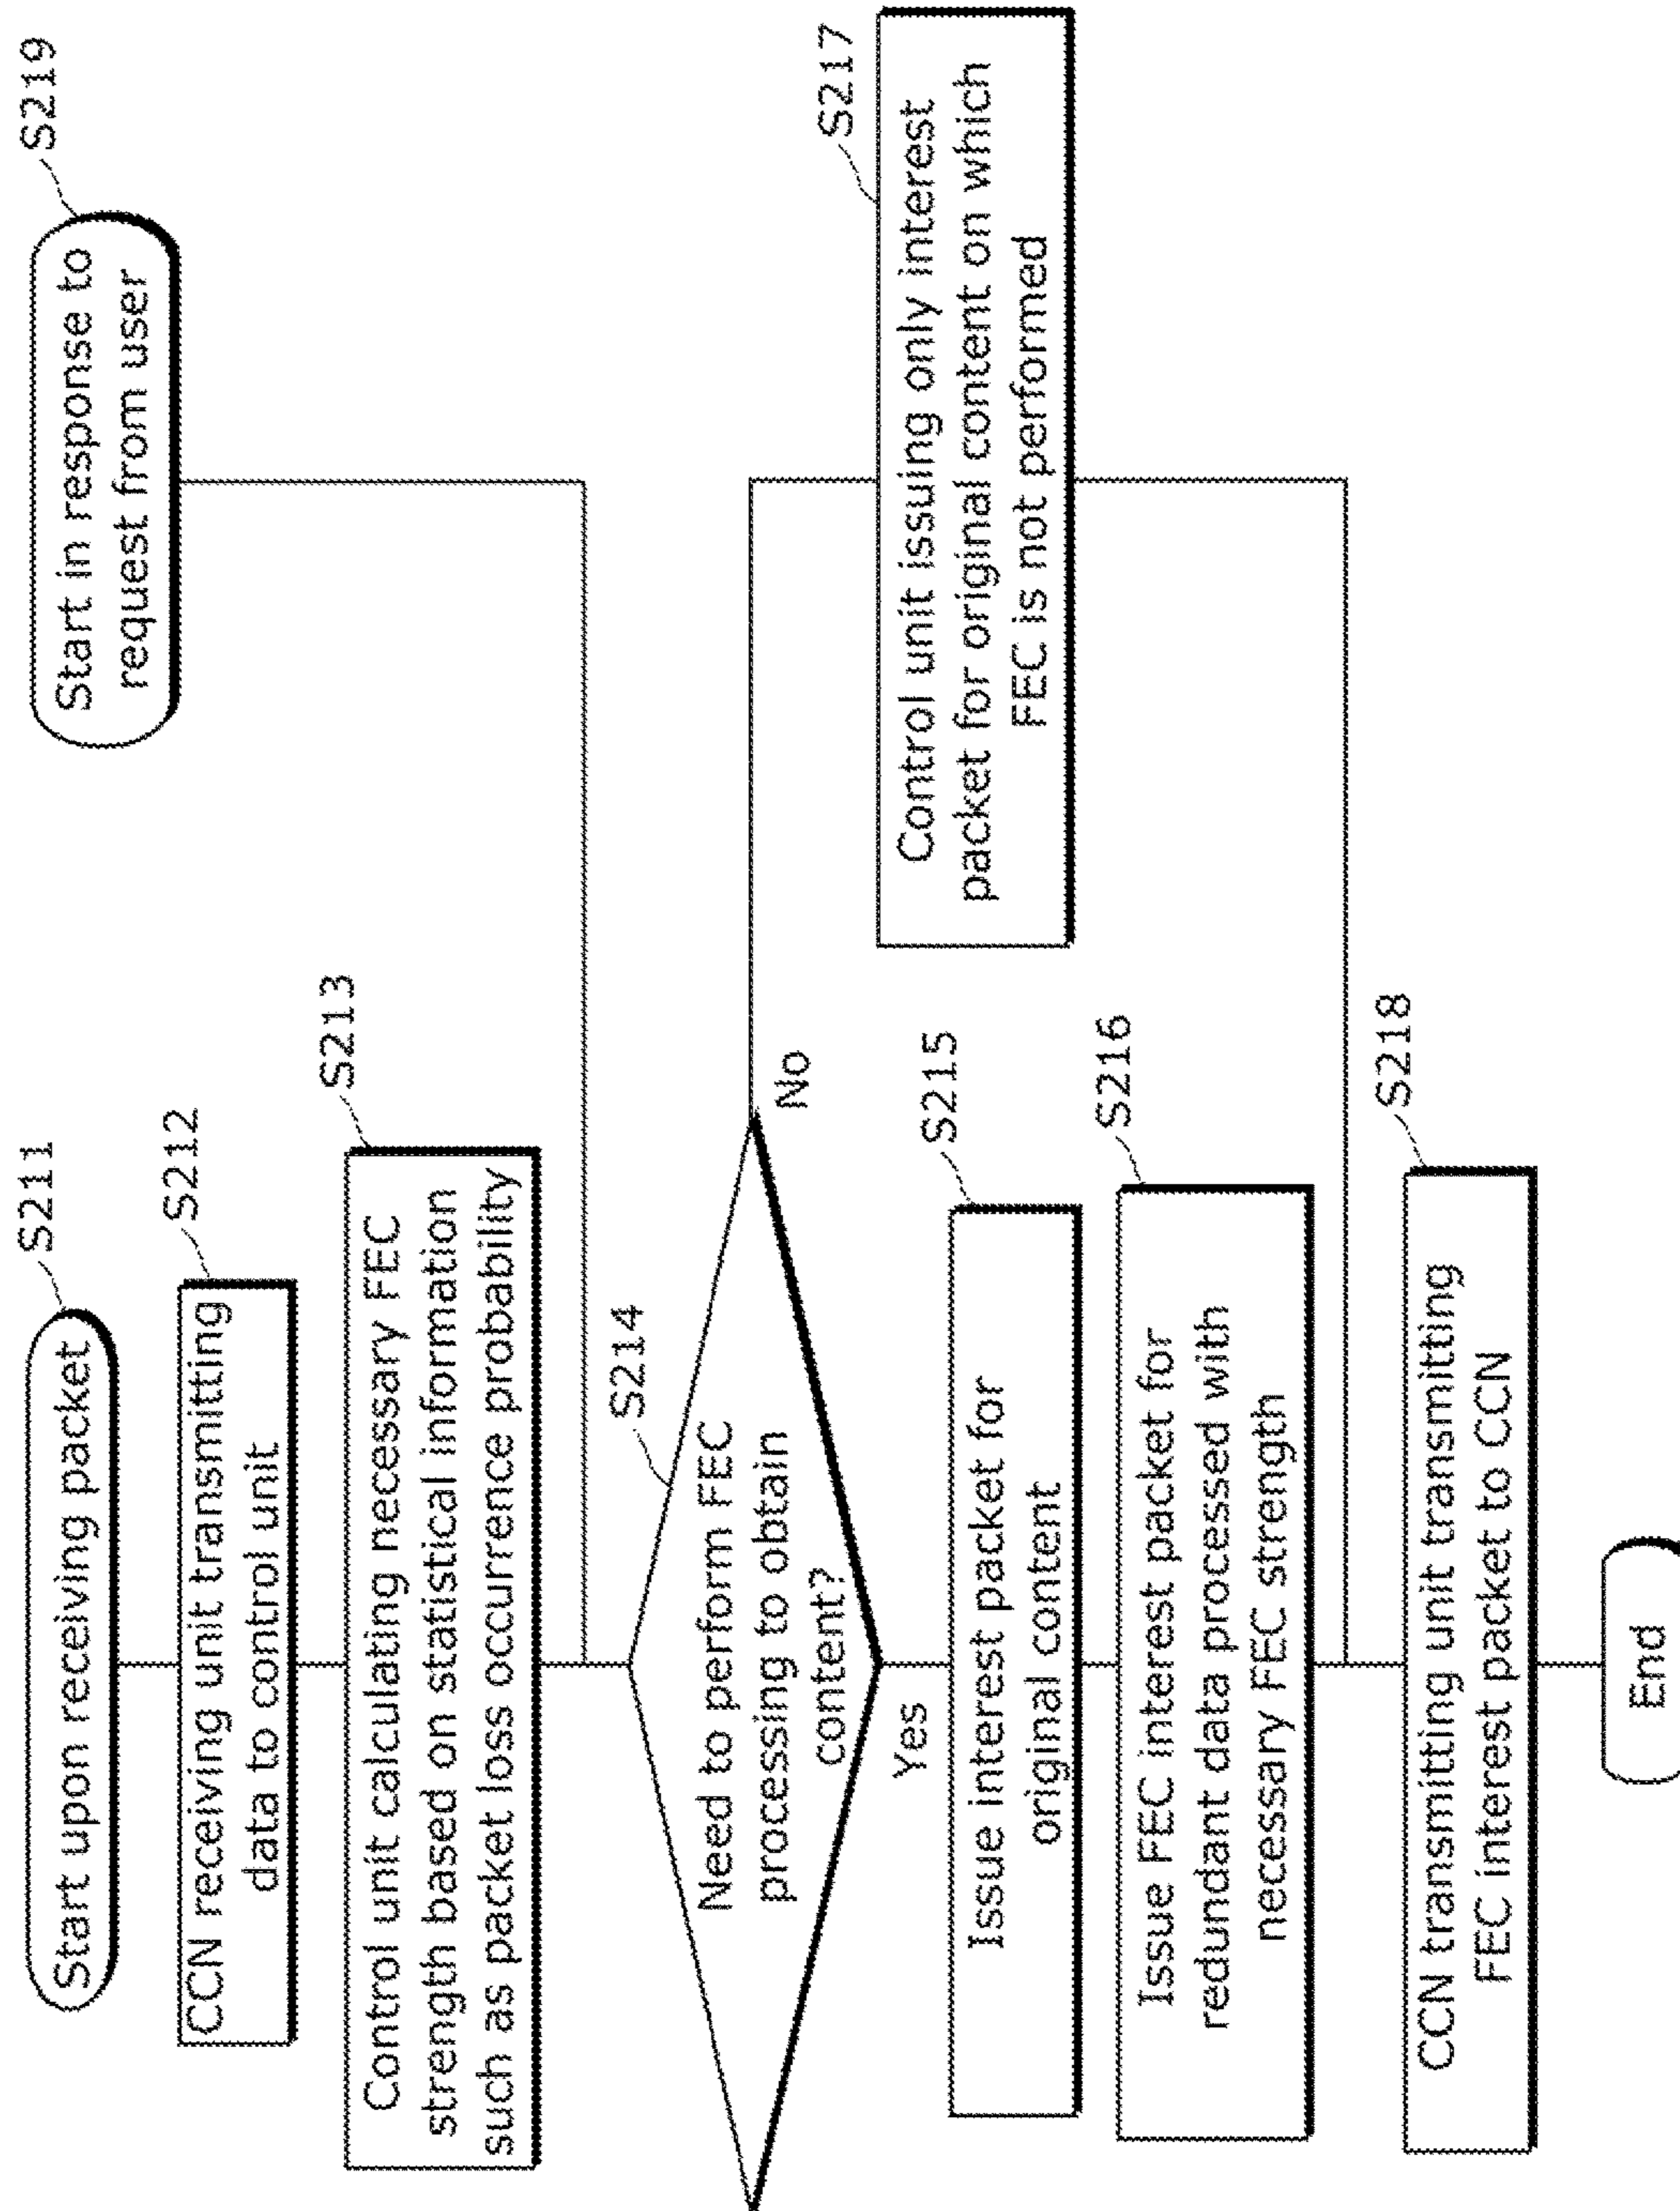 S211
Start upon receiving packet
S219
Start in response to
request from user
S212
CCN receiving unit transmitting
data to control unit
S213
Control unit calculating necessary FEC
strength based on statistical information
such as packet loss occurrence probability
S214
Need to perform FEC
processing to obtain
content?
No
Yes
S217
Control unit issuing only interest
packet for original content on which
FEC is not performed
S215
Issue interest packet for
original content
S216
Issue FEC interest packet for
redundant data processed with
necessary FEC strength
S218
CCN transmitting unit transmitting
FEC interest packet to CCN
End